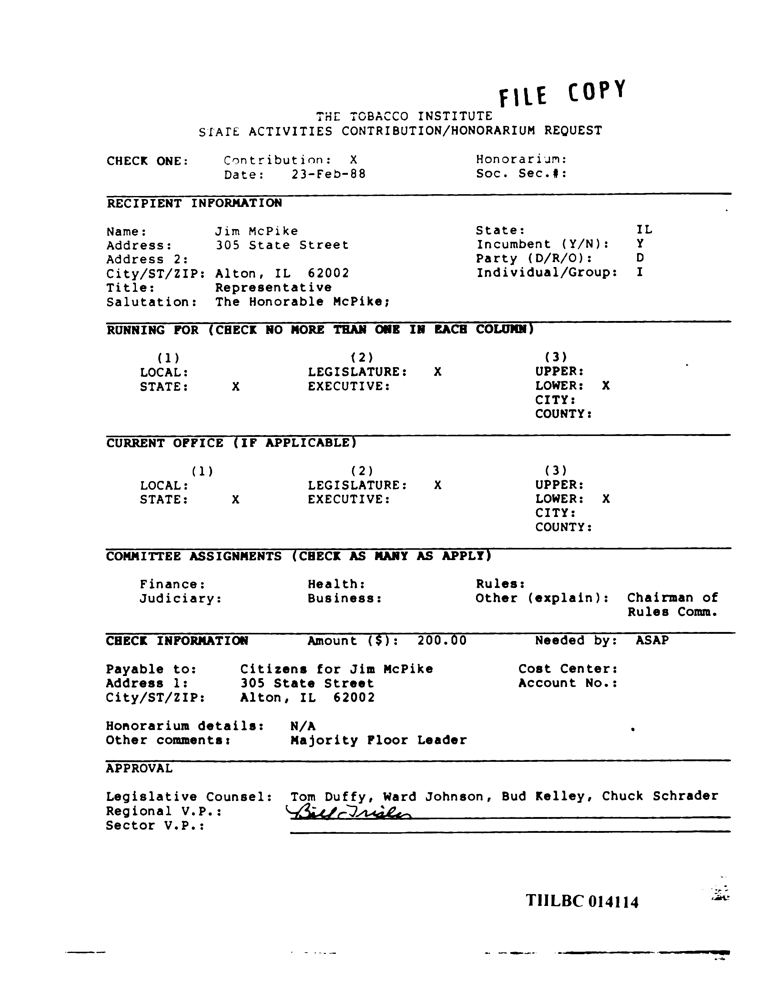 FILE COPY
THE TOBACCO INSTITUTE
STATE ACTIVITIES CONTRIBUTION/HONORARIUM REQUEST
CHECK ONE: Contribution: X Honorarium:
Date: 23-Feb-88 Soc. Sec.#:
RECIPIENT INFORMATION
Name: Jim McPike State: IL
Address: 305 State Street Incumbent (Y/N): Y
Address 2: Party (D/R/O): D
City/ST/ZIP: Alton, IL 62002 Individual/Group: I
Title: Representative
Salutation: The Honorable McPike;
RUNNING FOR (CHECK NO MORE THAN ONE IN EACH COLUMN)
(1) (2) (3)
LOCAL: LEGISLATURE: X UPPER:
STATE: X EXECUTIVE: LOWER: X
CITY:
COUNTY:
CURRENT OFFICE (IF APPLICABLE)
(1) (2) (3)
LOCAL: LEGISLATURE: X UPPER:
STATE: X EXECUTIVE: LOWER: X
CITY:
COUNTY:
COMMITTEE ASSIGNMENTS (CHECK AS MANY AS APPLY)
Finance: Health: Rules:
Judiciary: Business: Other (explain): Chairman of
Rules Comm.
CHECK INFORMATION Amount ($): 200.00 Needed by: ASAP
Payable to: Citizens for Jim McPike Cost Center:
Address 1: 305 State Street Account No.:
City/ST/ZIP: Alton, IL 62002
Honorarium details: N/A
Other comments: Majority Floor Leader
APPROVAL
Legislative Counsel: Tom Duffy, Ward Johnson, Bud Kelley, Chuck Schrader
Regional V.P.: Bill
Sector V.P.:
TIILBC 014114